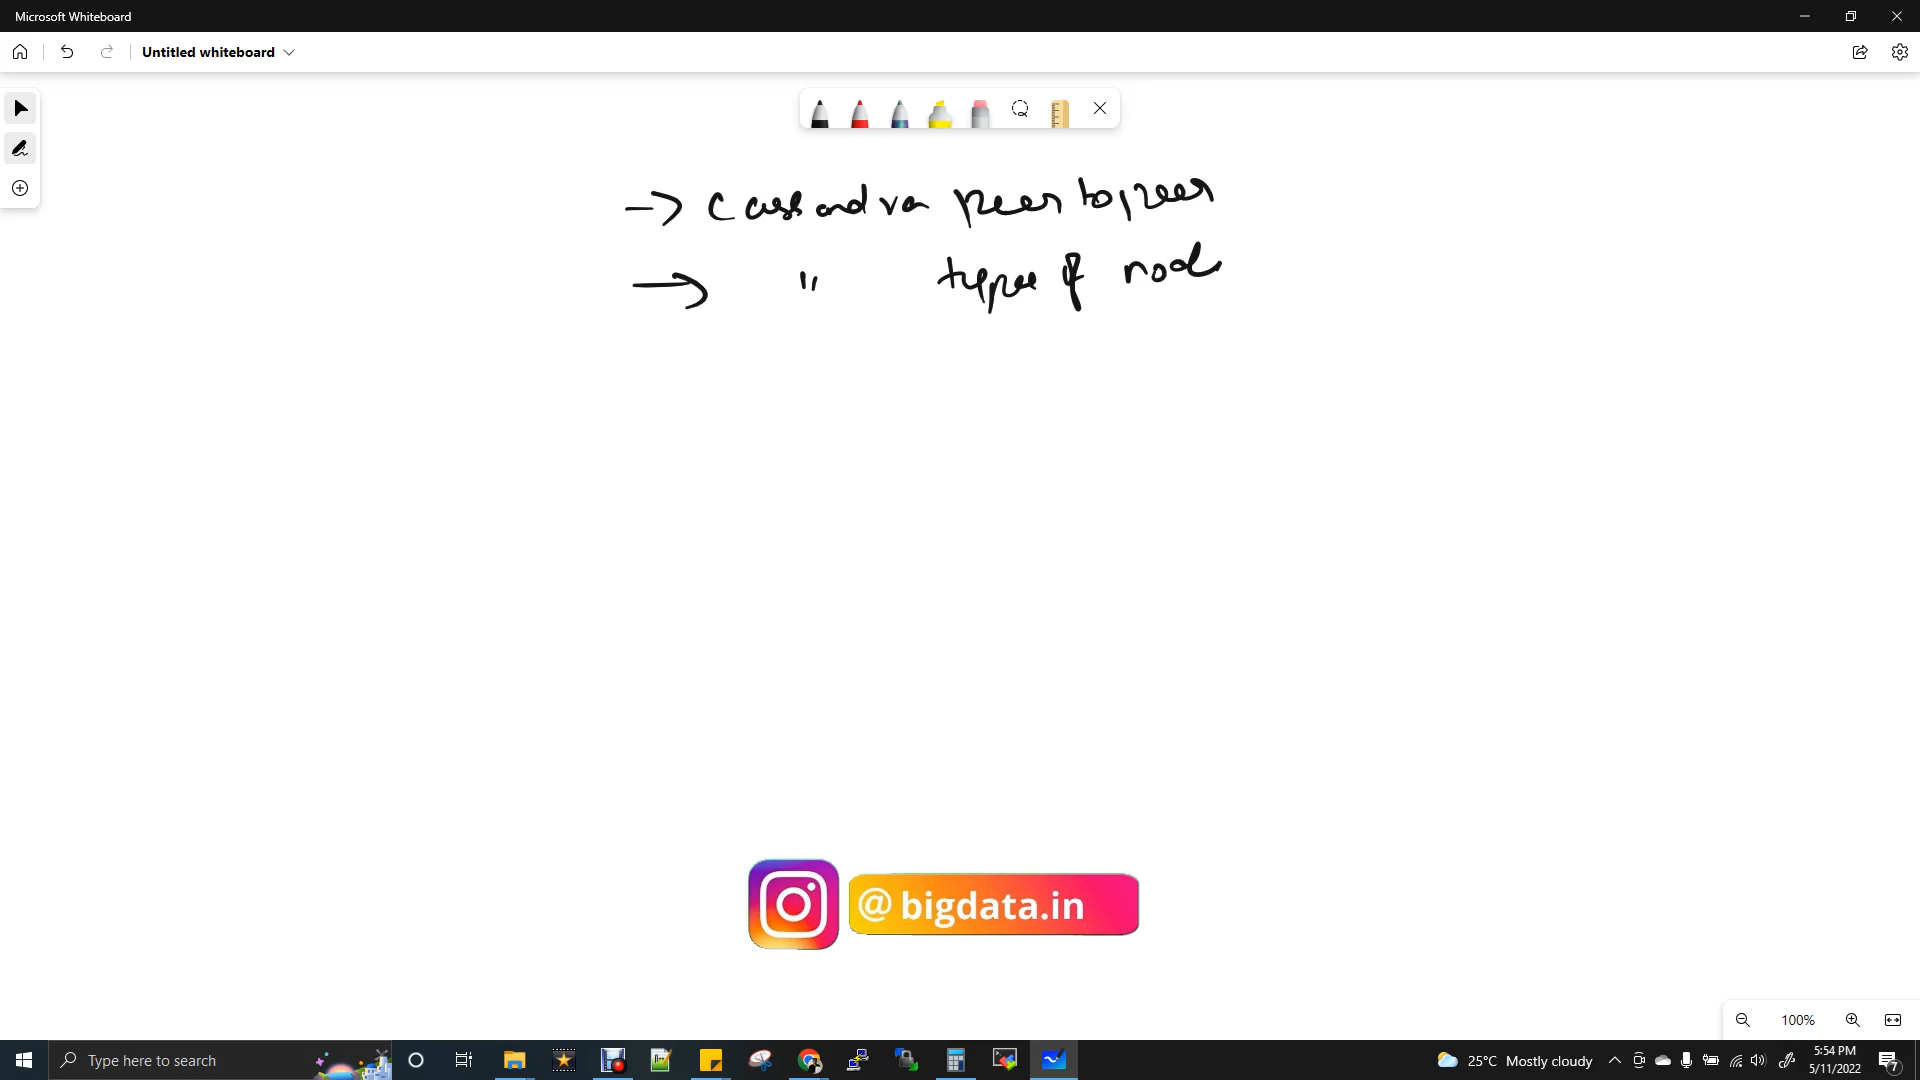 Microsoft Whiteboard
Untitled whiteboard
→ Cassandra peer to peer
→ " types of node
@ bigdata.in
100%
Type here to search
25°C Mostly cloudy
5:54 PM
5/11/2022
7